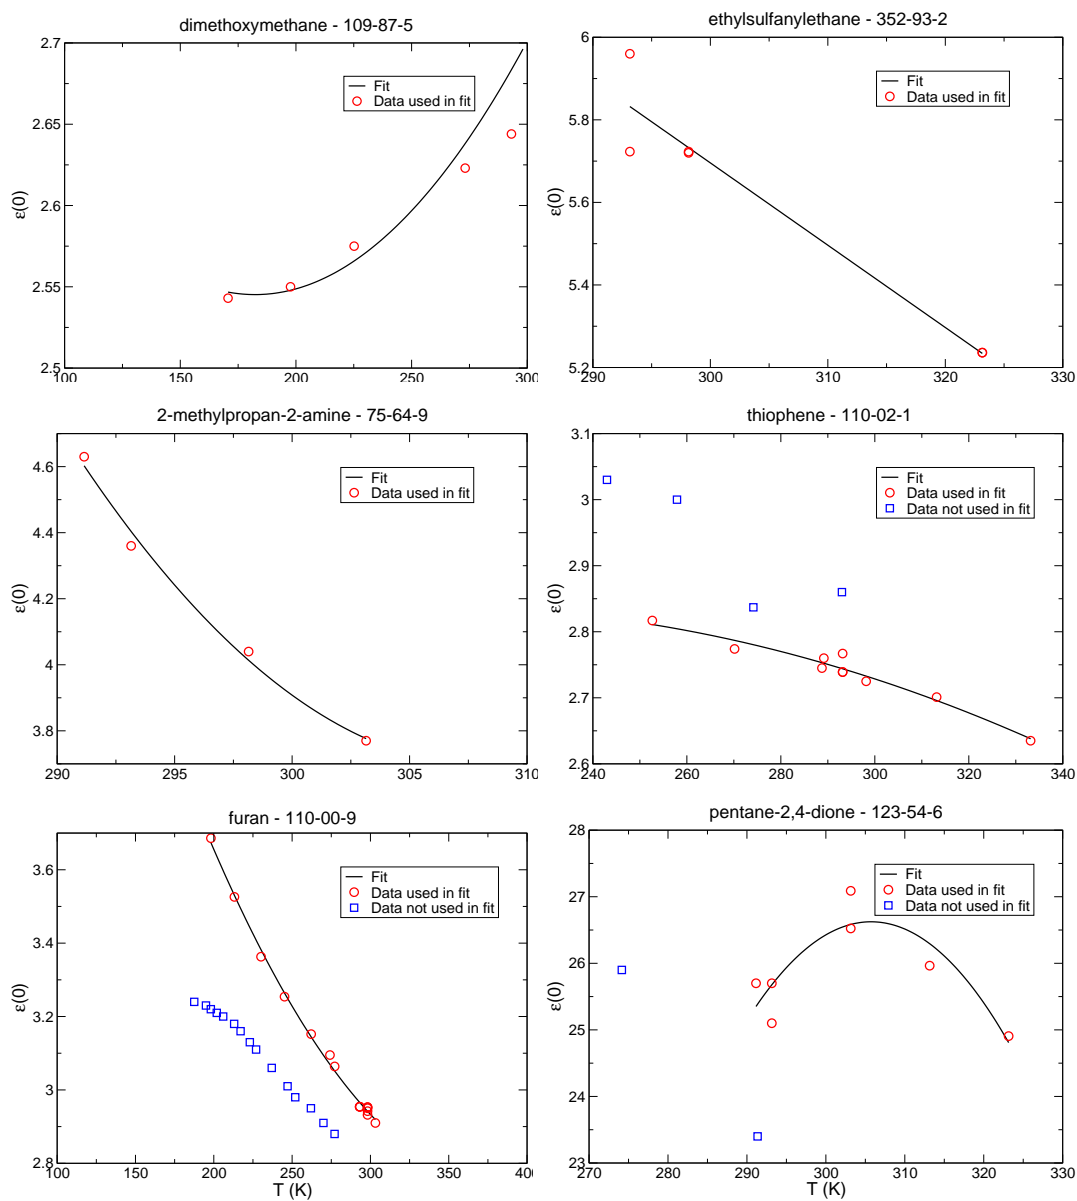 dimethoxymethane - 109-87-5
2.7
2.65
2.6
2.55
2.5
ε(0)
100
150
200
250
300
Fit
Data used in fit
ethylsulfanylethane - 352-93-2
6
5.8
5.6
5.4
5.2
ε(0)
290
300
310
320
330
Fit
Data used in fit
2-methylpropan-2-amine - 75-64-9
4.6
4.4
4.2
4
3.8
ε(0)
290
295
300
305
310
Fit
Data used in fit
thiophene - 110-02-1
3.1
3
2.9
2.8
2.7
2.6
ε(0)
240
260
280
300
320
340
Fit
Data used in fit
Data not used in fit
furan - 110-00-9
3.6
3.4
3.2
3
2.8
ε(0)
100
150
200
250
300
350
400
T (K)
Fit
Data used in fit
Data not used in fit
pentane-2,4-dione - 123-54-6
28
27
26
25
24
23
ε(0)
270
280
290
300
310
320
330
T (K)
Fit
Data used in fit
Data not used in fit